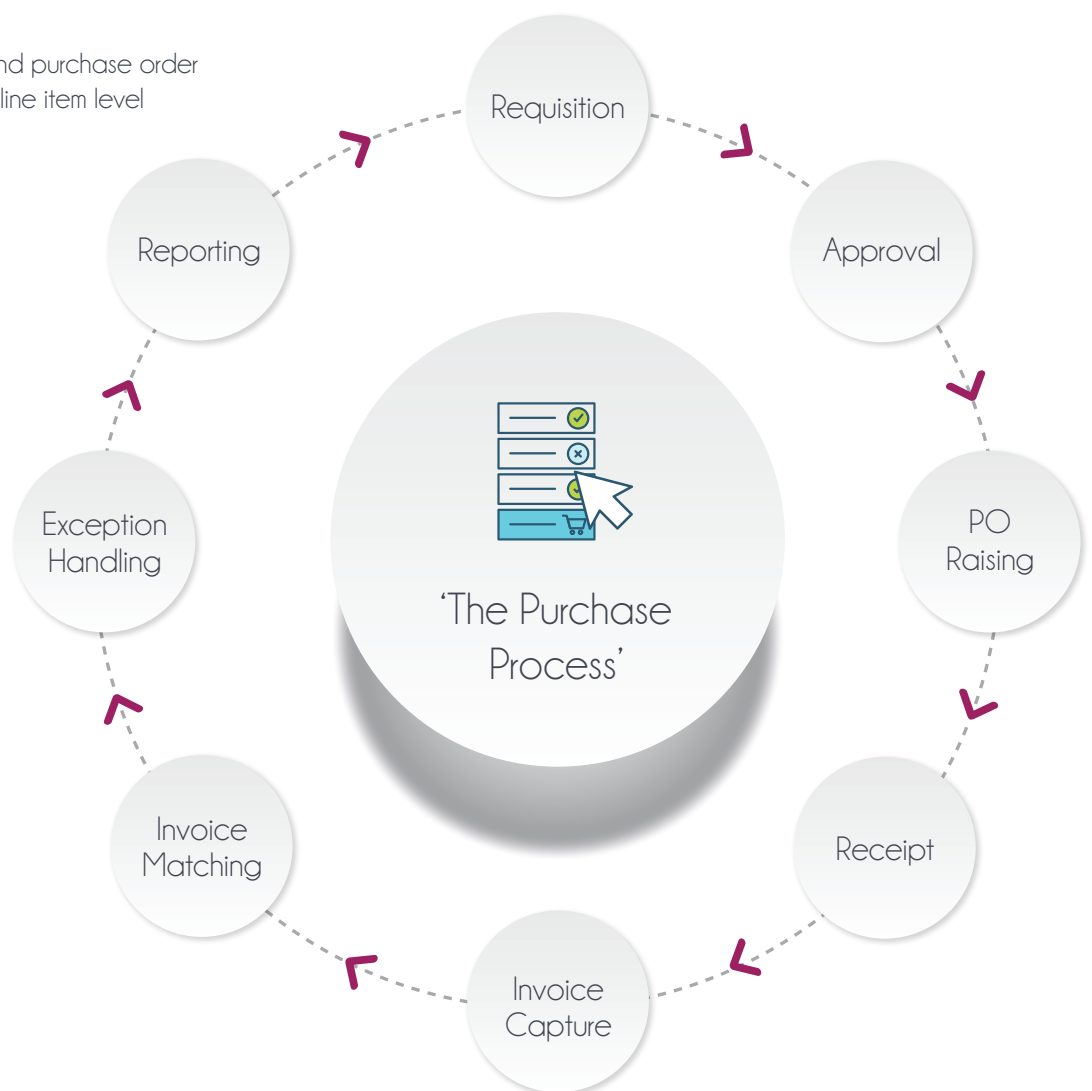 nd purchase order
line item level
Requisition
Approval
PO
Raising
Receipt
Invoice
Capture
Invoice
Matching
Exception
Handling
Reporting
‘The Purchase
Process’